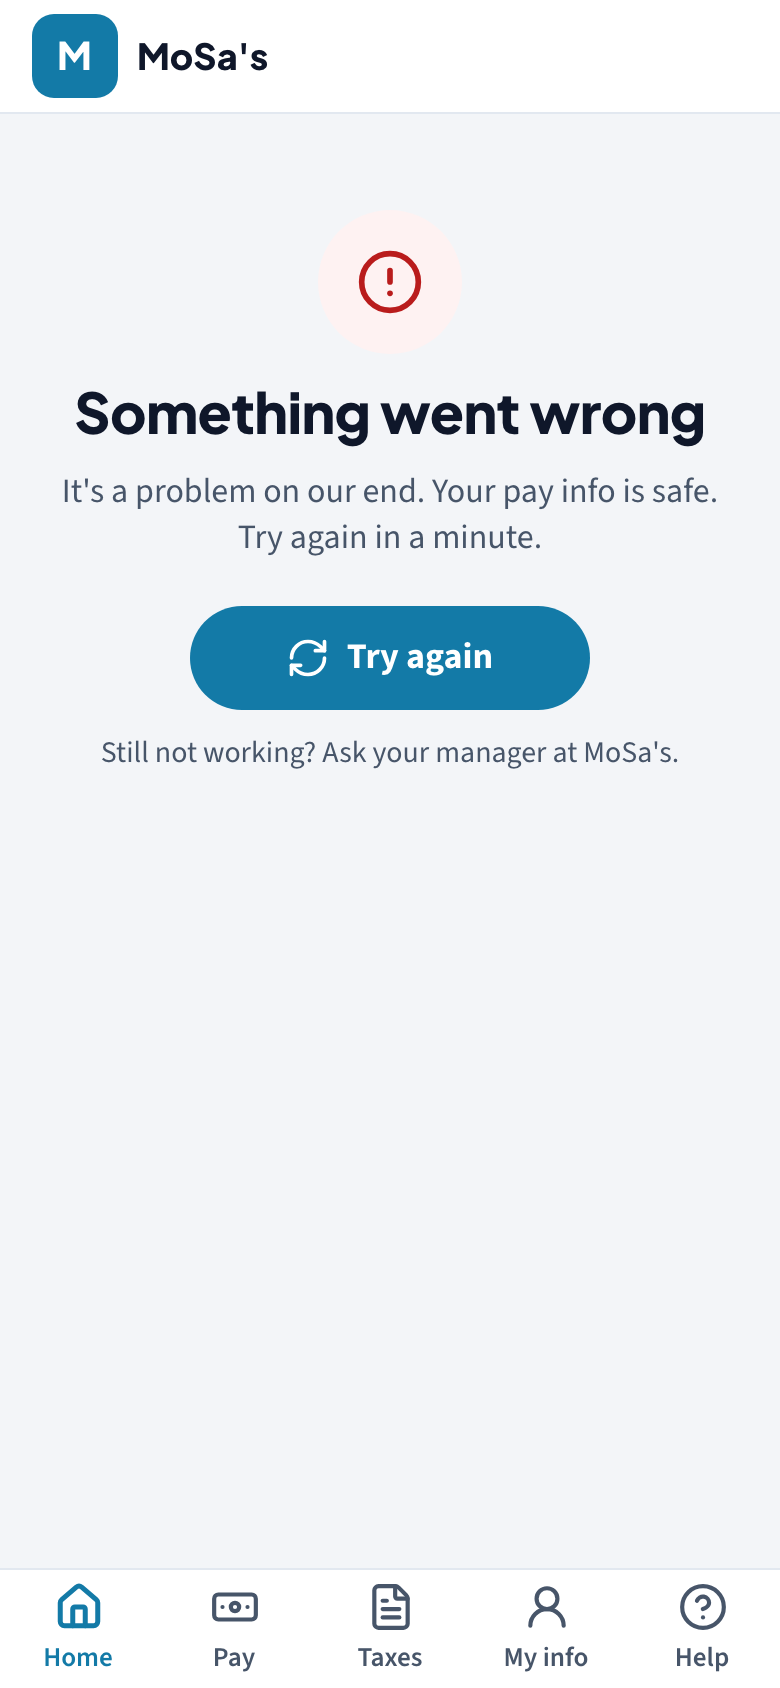 M
MoSa's
Something went wrong
It's a problem on our end. Your pay info is safe.
Try again in a minute.
Try again
Still not working? Ask your manager at MoSa's.
Home
Pay
Taxes
My info
Help